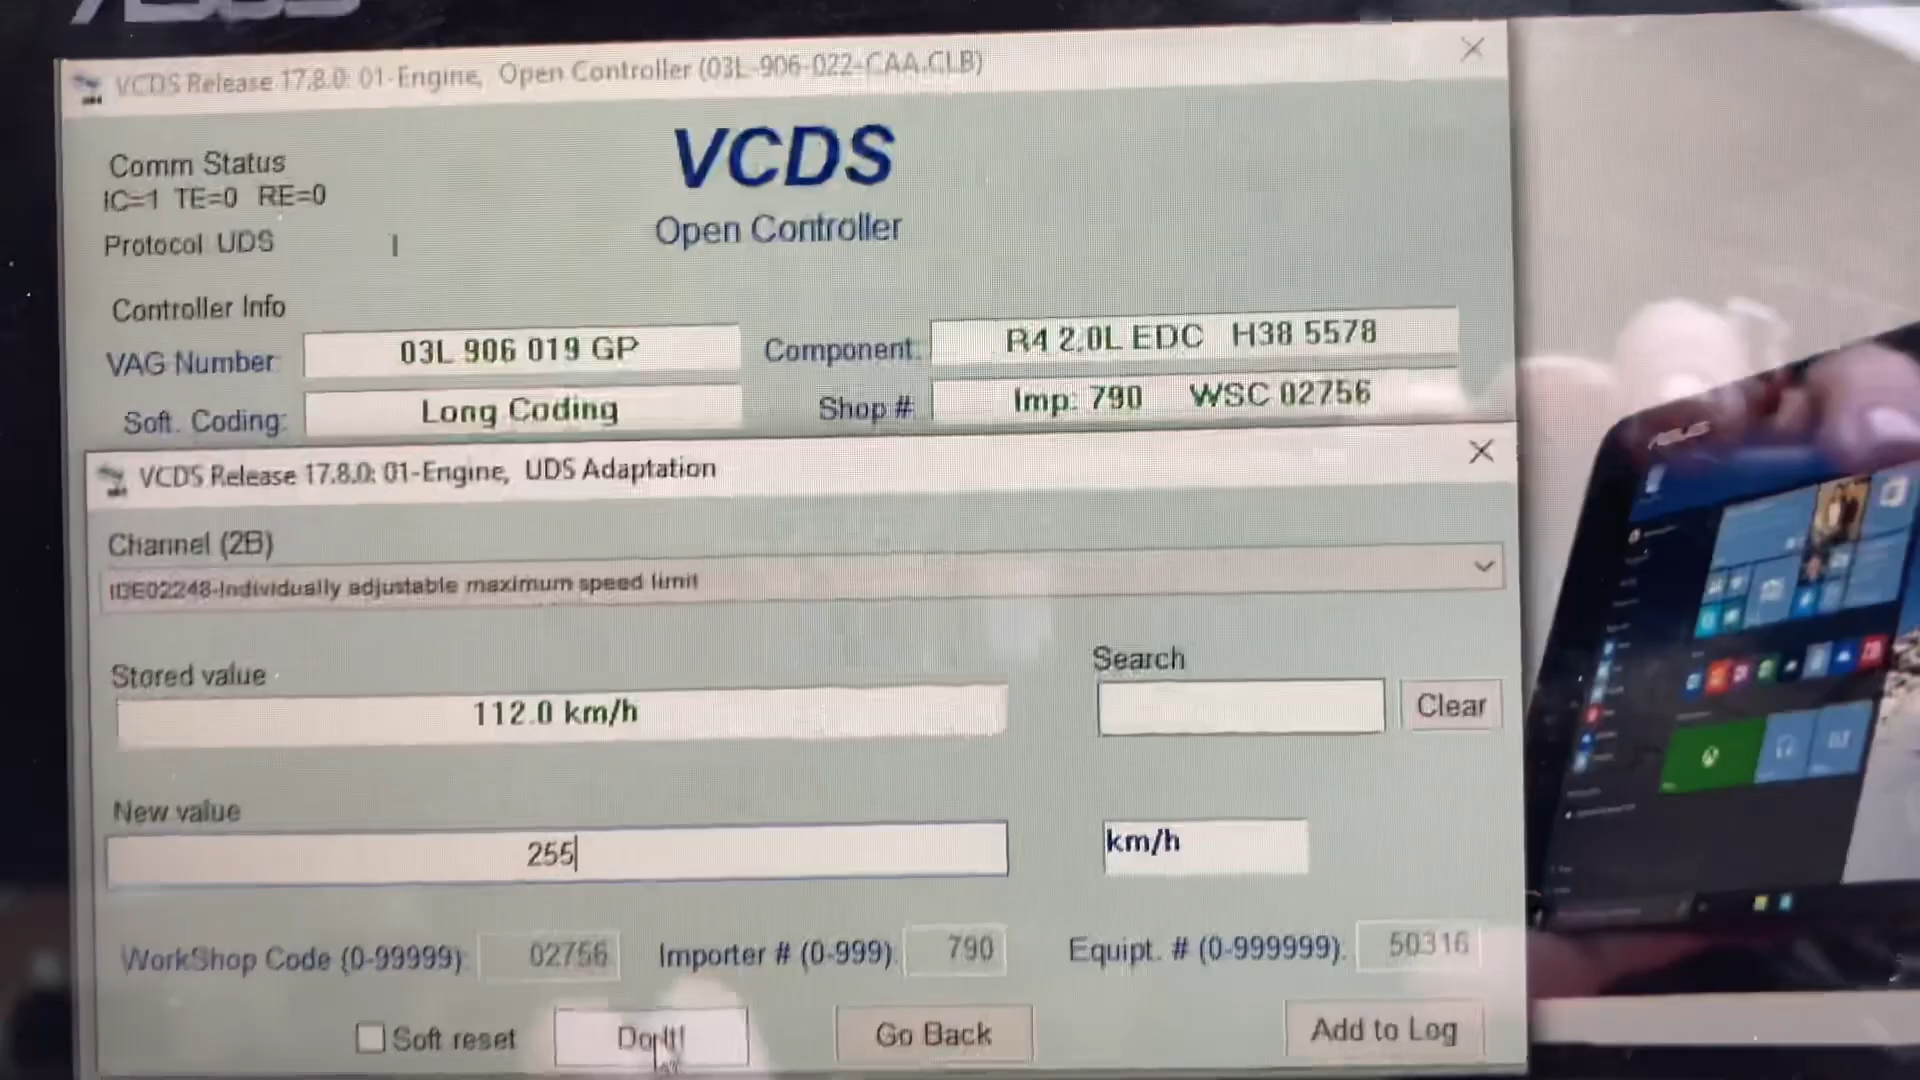 ASUS
VCDS Release 17.8.0: 01-Engine, Open Controller (03L-906-022-CAA.CLB)
VCDS
Open Controller
Comm Status
IC=1 TE=0 RE=0
Protocol UDS
Controller Info
VAG Number: 03L 906 019 GP Component: R4 2.0L EDC H38 5578
Soft. Coding: Long Coding Shop # Imp: 790 WSC 02756
VCDS Release 17.8.0: 01-Engine, UDS Adaptation
Channel (2B)
IDE02248-Individually adjustable maximum speed limit
Stored value
112.0 km/h
Search
Clear
New value
255
km/h
WorkShop Code (0-99999): 02756 Importer # (0-999) 790 Equipt. # (0-999999): 50316
Soft reset Do It! Go Back Add to Log
ASUS